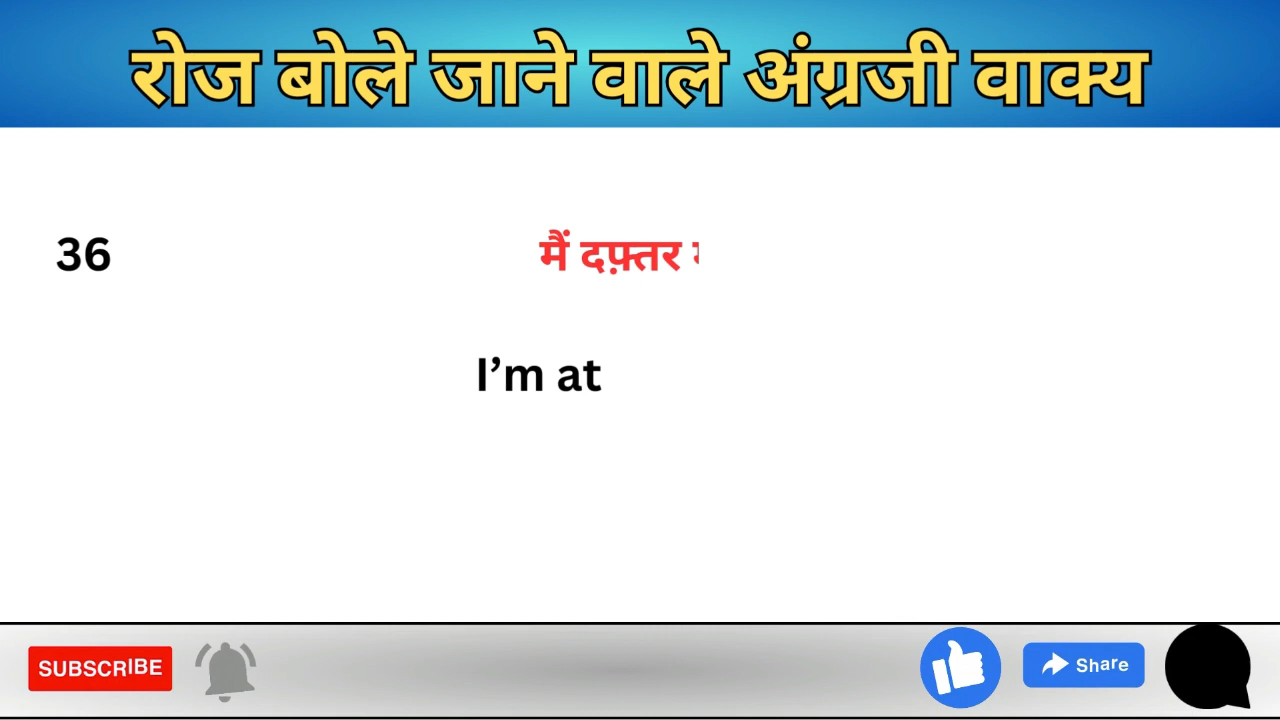 रोज बोले जाने वाले अंग्रजी वाक्य
36
मैं दफ़्तर
I'm at
SUBSCRIBE
Share